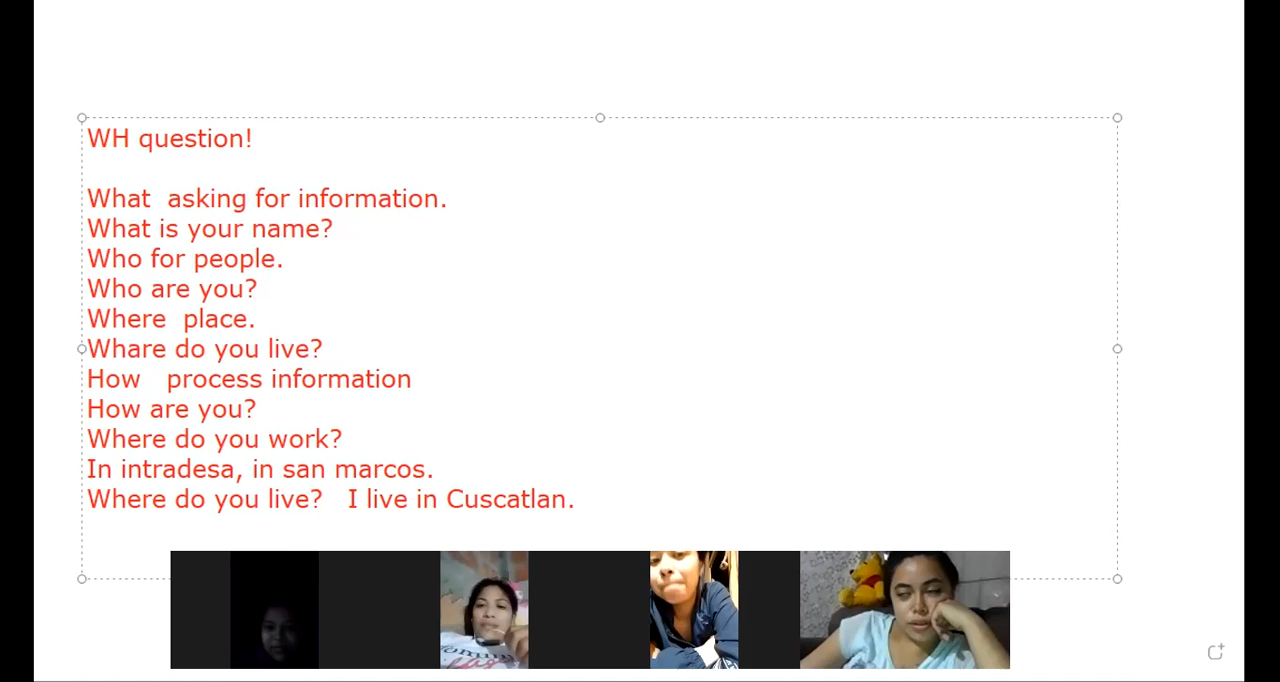 WH question!
What  asking for information.
What is your name?
Who for people.
Who are you?
Where  place.
Whare do you live?
How   process information
How are you?
Where do you work?
In intradesa, in san marcos.
Where do you live?   I live in Cuscatlan.